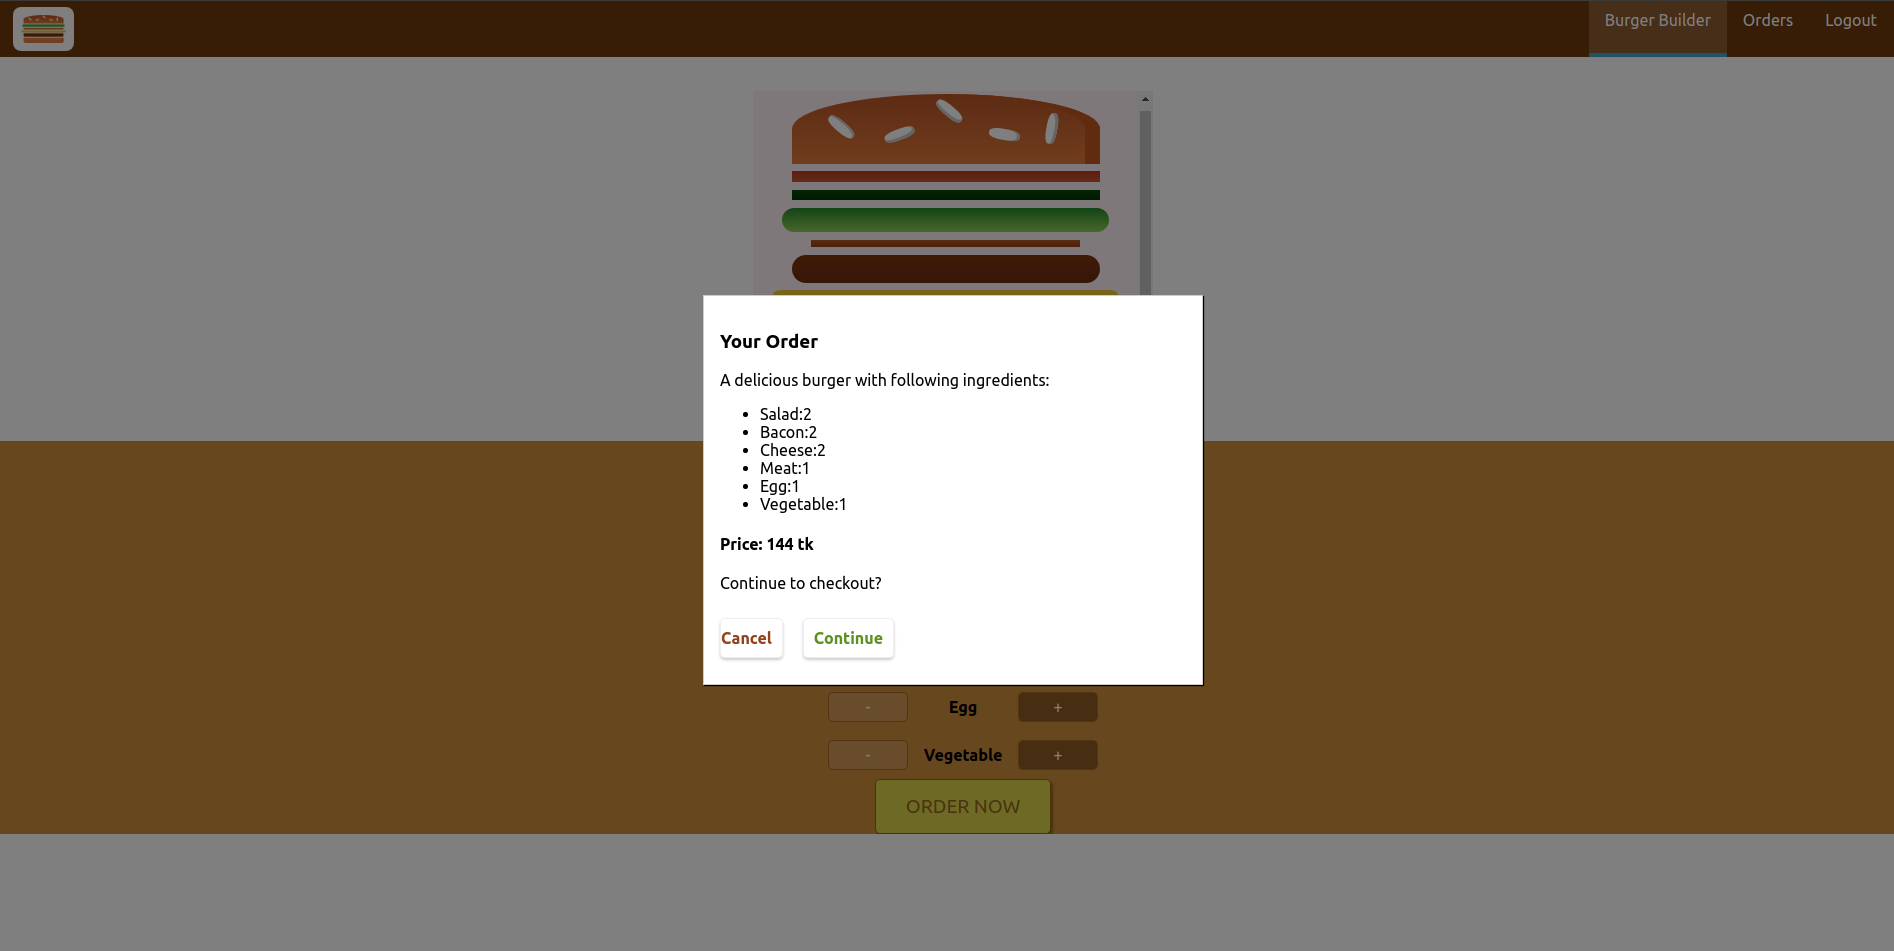 Burger Builder Orders Logout
Your Order
A delicious burger with following ingredients:
• Salad:2
• Bacon:2
• Cheese:2
• Meat:1
• Egg:1
• Vegetable:1
Price: 144 tk
Continue to checkout?
Cancel Continue
- Egg +
- Vegetable +
ORDER NOW